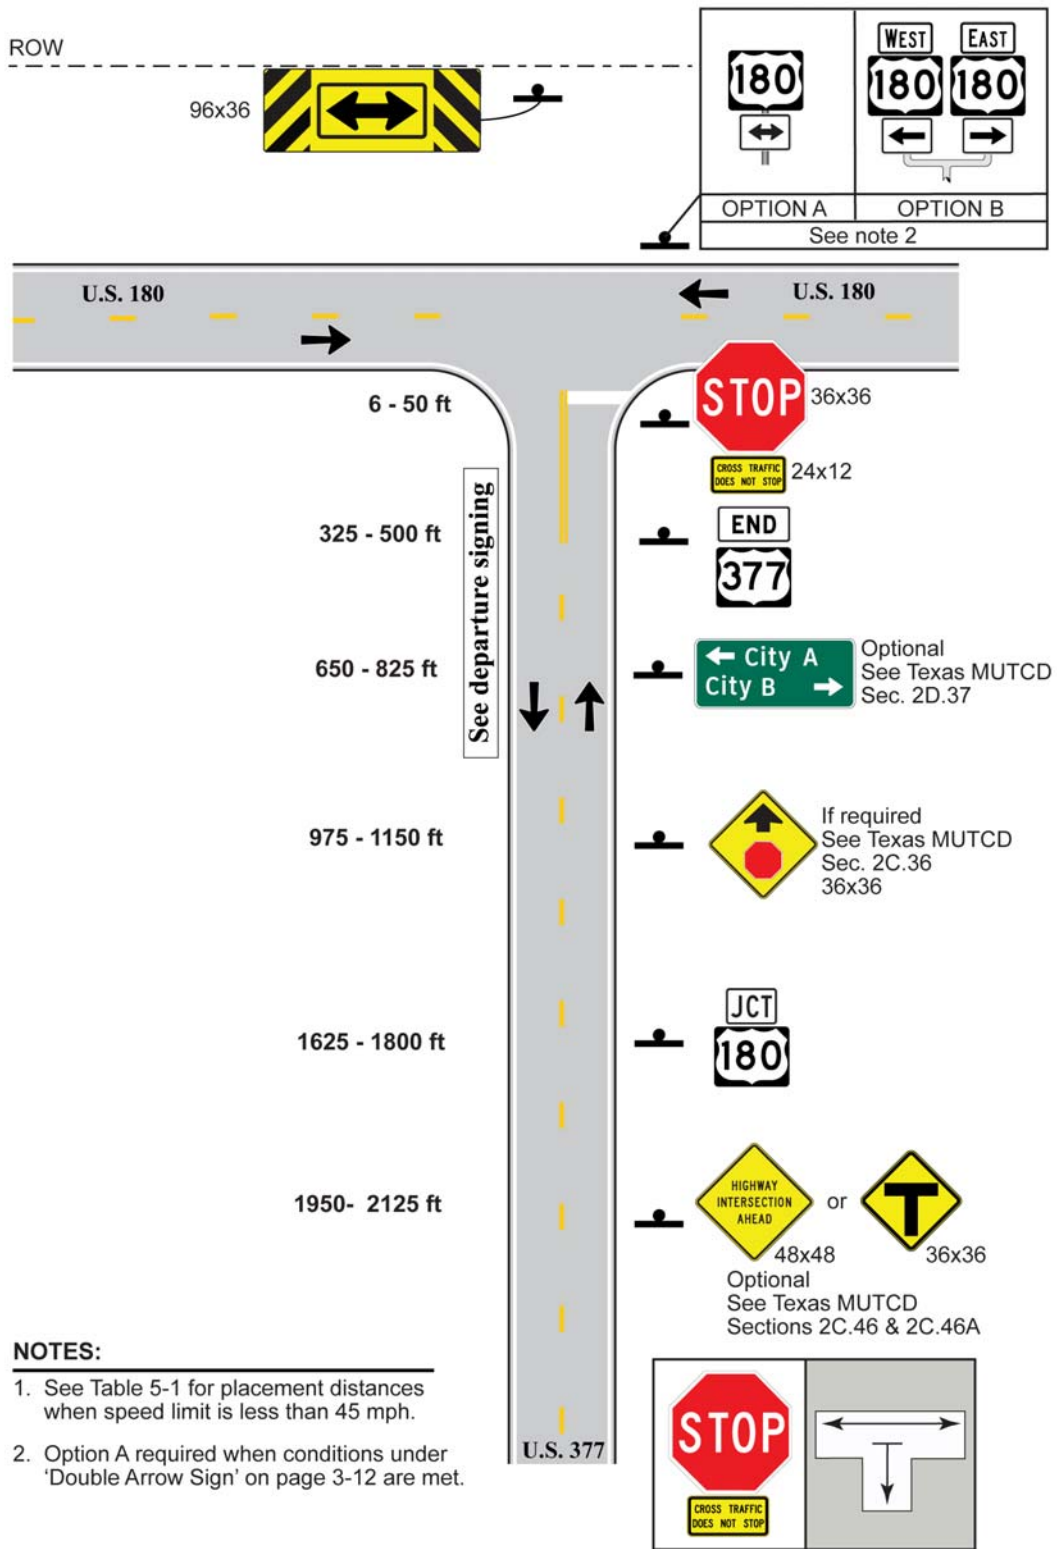 ROW
96x36
180
WEST
180
EAST
180
OPTION A
OPTION B
See note 2
U.S. 180
U.S. 180
6 - 50 ft
STOP
36x36
CROSS TRAFFIC
DOES NOT STOP
24x12
See departure signing
325 - 500 ft
END
377
650 - 825 ft
City A
City B
Optional
See Texas MUTCD
Sec. 2D.37
975 - 1150 ft
If required
See Texas MUTCD
Sec. 2C.36
36x36
1625 - 1800 ft
JCT
180
1950- 2125 ft
HIGHWAY
INTERSECTION
AHEAD
or
48x48
36x36
Optional
See Texas MUTCD
Sections 2C.46 & 2C.46A
NOTES:
1. See Table 5-1 for placement distances
when speed limit is less than 45 mph.
2. Option A required when conditions under
‘Double Arrow Sign’ on page 3-12 are met.
U.S. 377
STOP
CROSS TRAFFIC
DOES NOT STOP